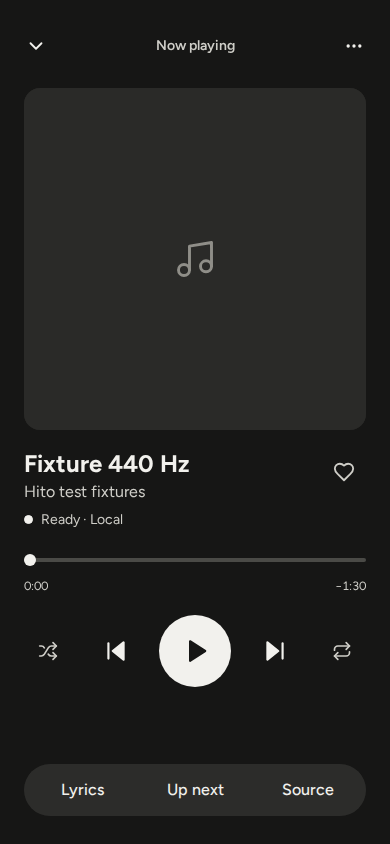 Now playing
Fixture 440 Hz
Hito test fixtures
Ready · Local
0:00
−1:30
Lyrics
Up next
Source